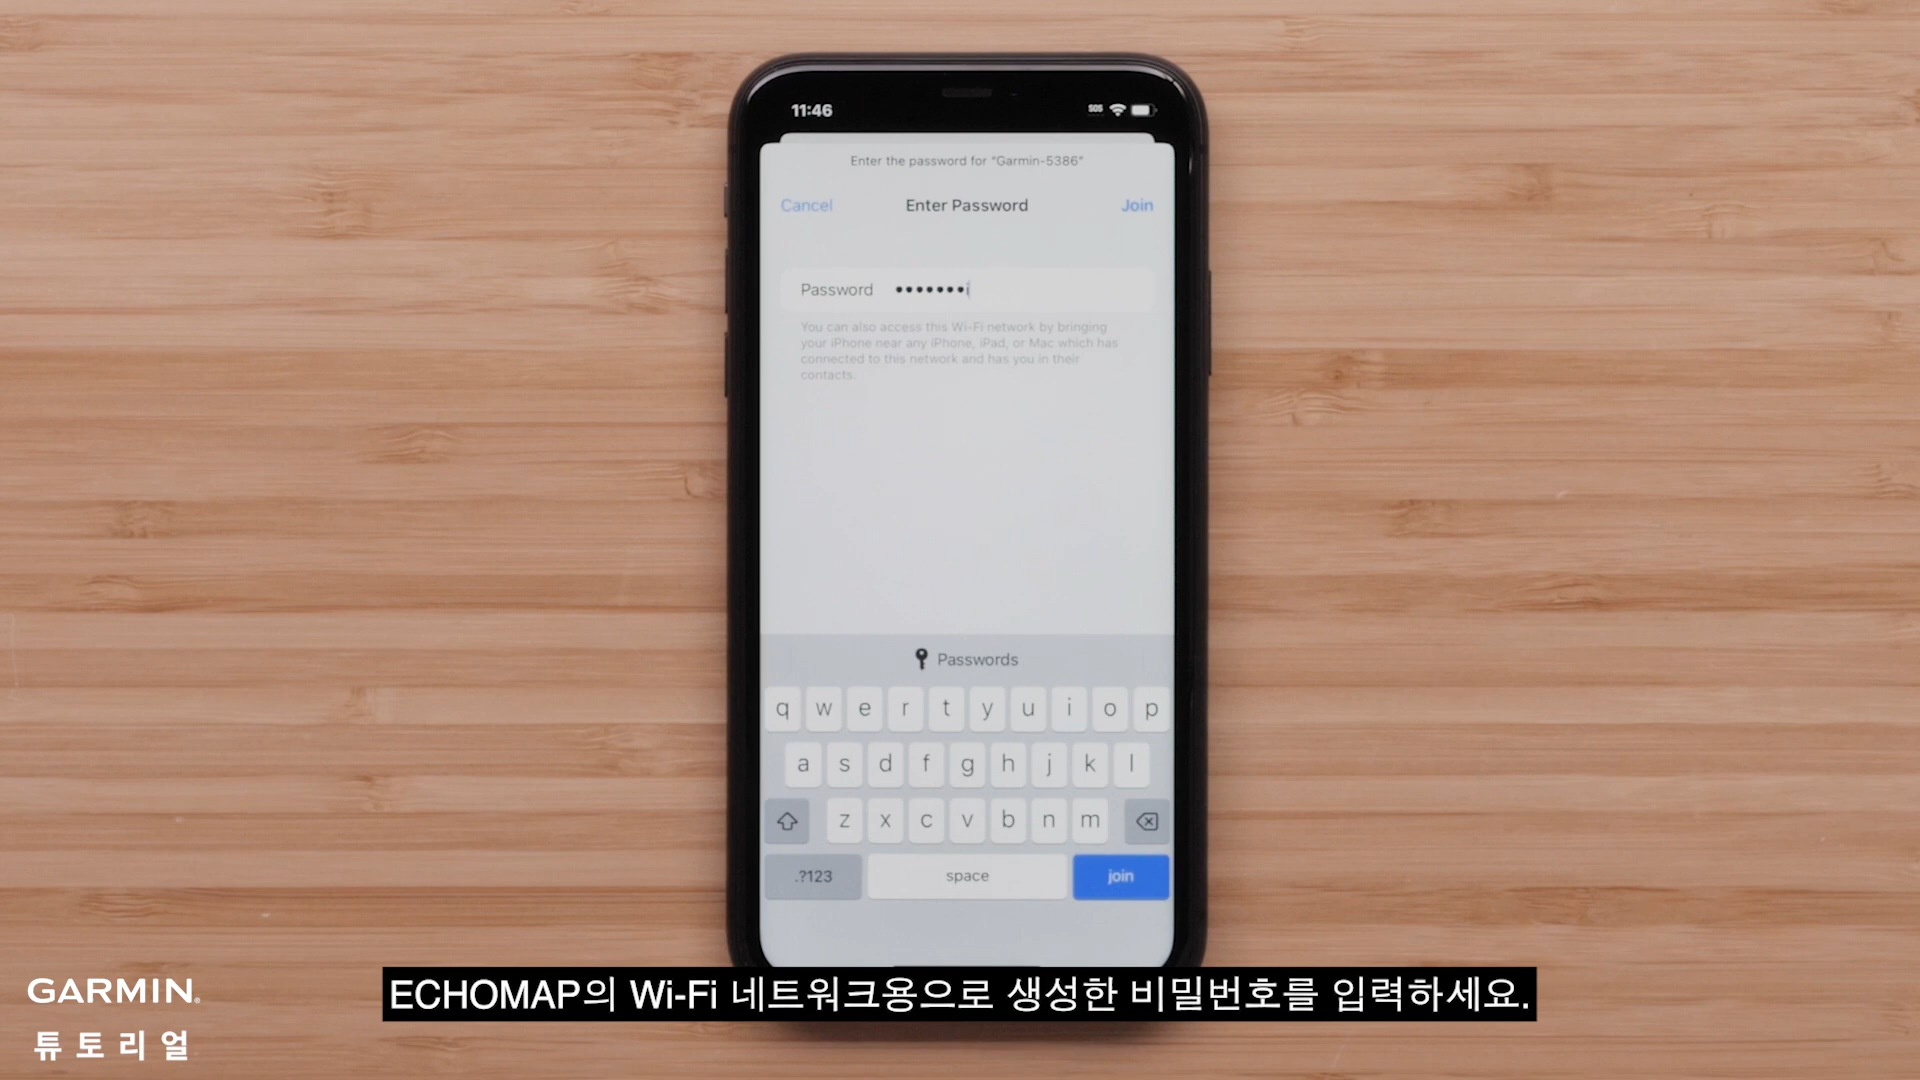 11:46
SOS
Enter the password for "Garmin-5386"
Cancel
Enter Password
Join
Password •••••••i
You can also access this Wi-Fi network by bringing
your iPhone near any iPhone, iPad, or Mac which has
connected to this network and has you in their
contacts.
Passwords
q w e r t y u i o p
a s d f g h j k l
z x c v b n m
.?123
space
join
ECHOMAP의 Wi-Fi 네트워크용으로 생성한 비밀번호를 입력하세요.
GARMIN®
튜토리얼